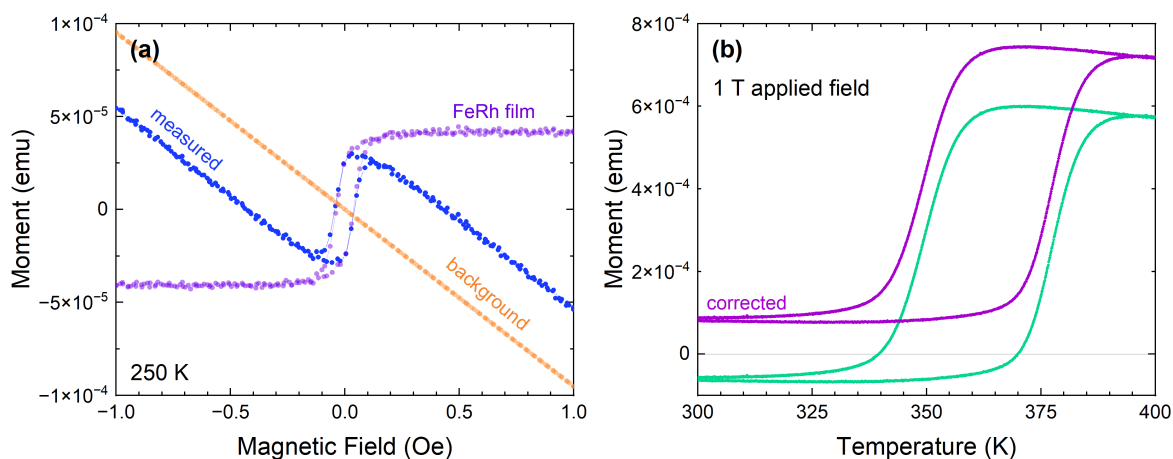 (a)
1×10⁻⁴
5×10⁻⁵
0
−5×10⁻⁵
−1×10⁻⁴
Moment (emu)
measured
FeRh film
background
250 K
−1.0
−0.5
0.0
0.5
1.0
Magnetic Field (Oe)
(b)
1 T applied field
8×10⁻⁴
6×10⁻⁴
4×10⁻⁴
2×10⁻⁴
0
Moment (emu)
corrected
300
325
350
375
400
Temperature (K)